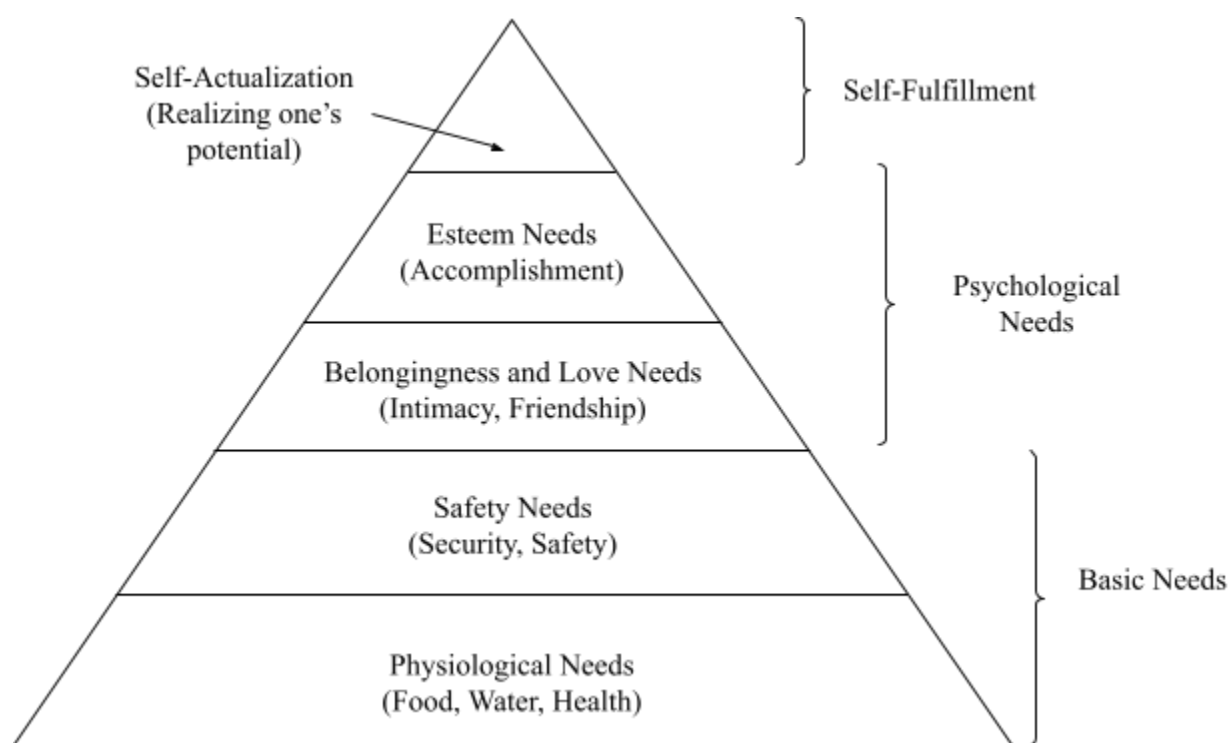 Self-Actualization
(Realizing one’s
potential)
Self-Fulfillment
Esteem Needs
(Accomplishment)
Psychological
Needs
Belongingness and Love Needs
(Intimacy, Friendship)
Safety Needs
(Security, Safety)
Basic Needs
Physiological Needs
(Food, Water, Health)